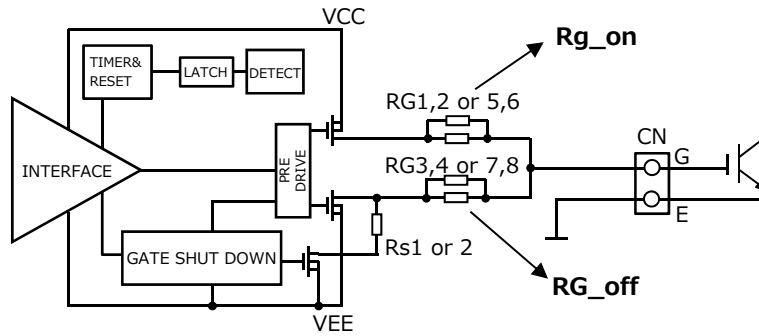 VCC
Rg_on
TIMER&
RESET
LATCH
DETECT
RG1,2 or 5,6
CN
INTERFACE
PRE
DRIVE
G
RG3,4 or 7,8
E
GATE SHUT DOWN
Rs1 or 2
RG_off
VEE